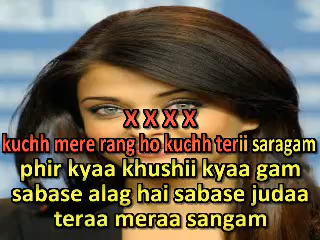 X X X X
kuchh mere rang ho kuchh terii saragam
phir kyaa khushii kyaa gam
sabase alag hai sabase judaa
teraa meraa sangam